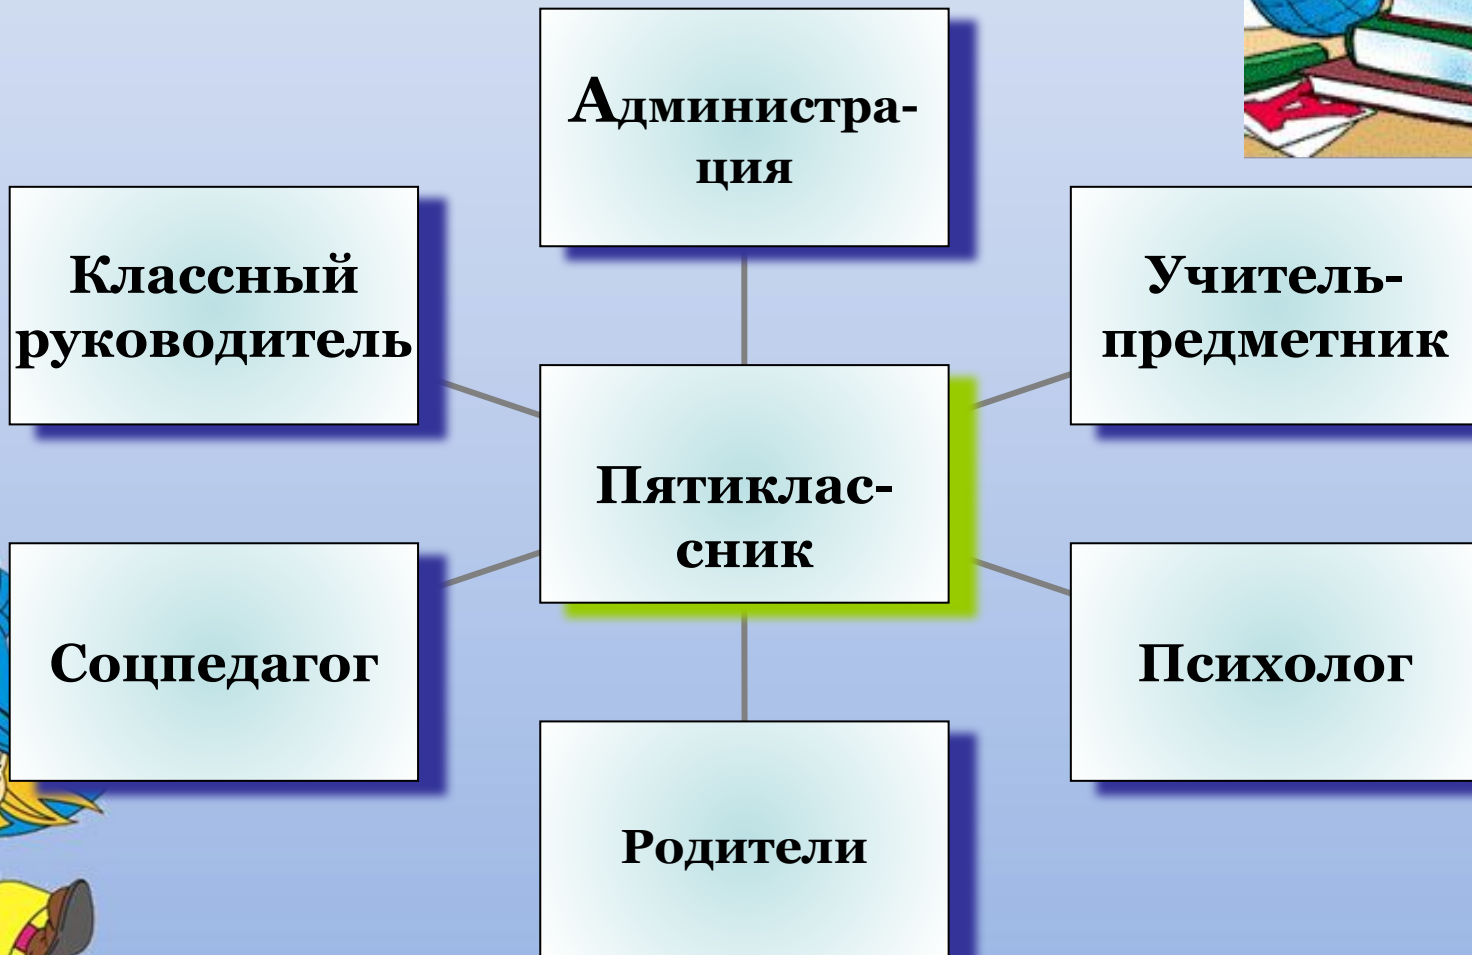 Администра-
ция
Классный
руководитель
Учитель-
предметник
Пятиклас-
сник
Соцпедагог
Психолог
Родители